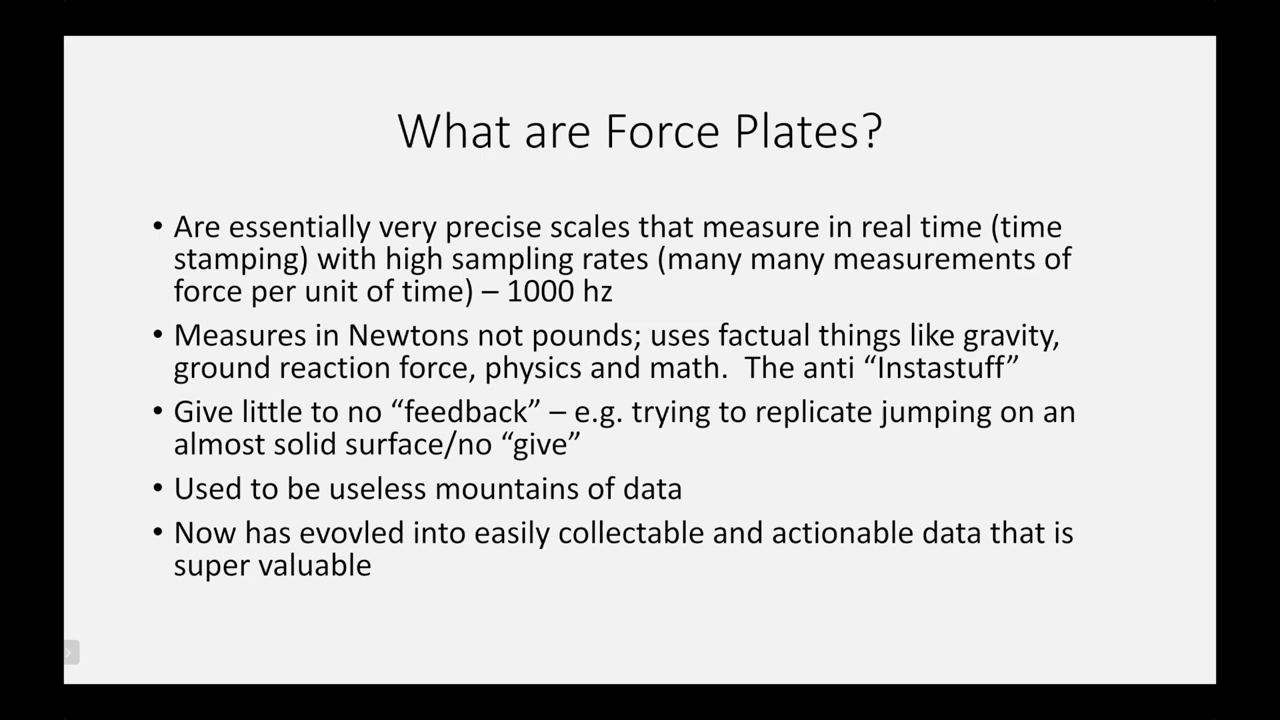 What are Force Plates?
• Are essentially very precise scales that measure in real time (time
stamping) with high sampling rates (many many measurements of
force per unit of time) – 1000 hz
• Measures in Newtons not pounds; uses factual things like gravity,
ground reaction force, physics and math.  The anti “Instastuff”
• Give little to no “feedback” – e.g. trying to replicate jumping on an
almost solid surface/no “give”
• Used to be useless mountains of data
• Now has evovled into easily collectable and actionable data that is
super valuable